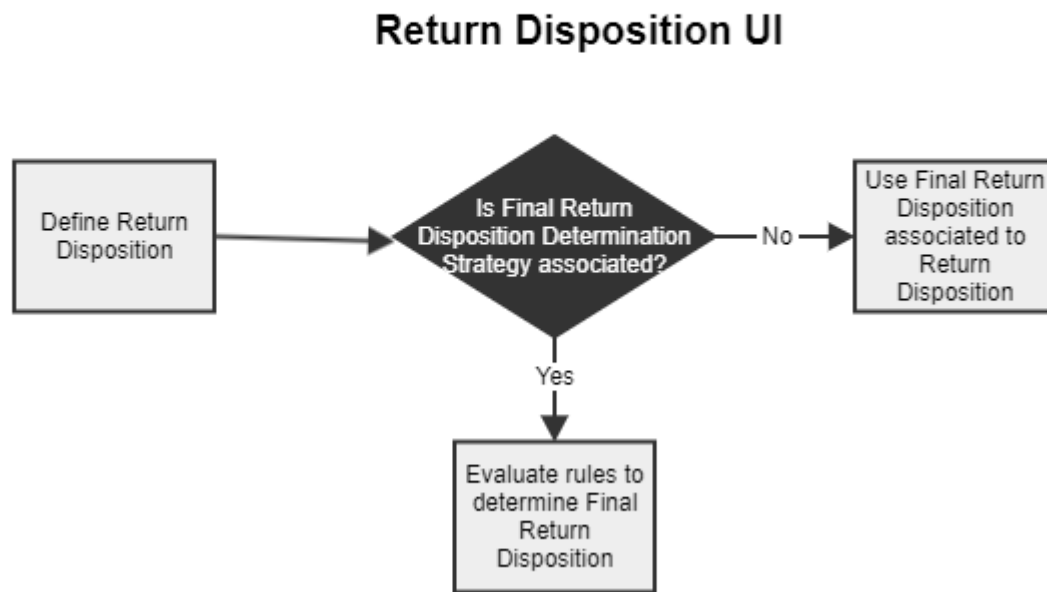 Return Disposition UI
Define Return
Disposition
Is Final Return
Disposition Determination
Strategy associated?
No
Use Final Return
Disposition
associated to
Return
Disposition
Yes
Evaluate rules to
determine Final
Return
Disposition